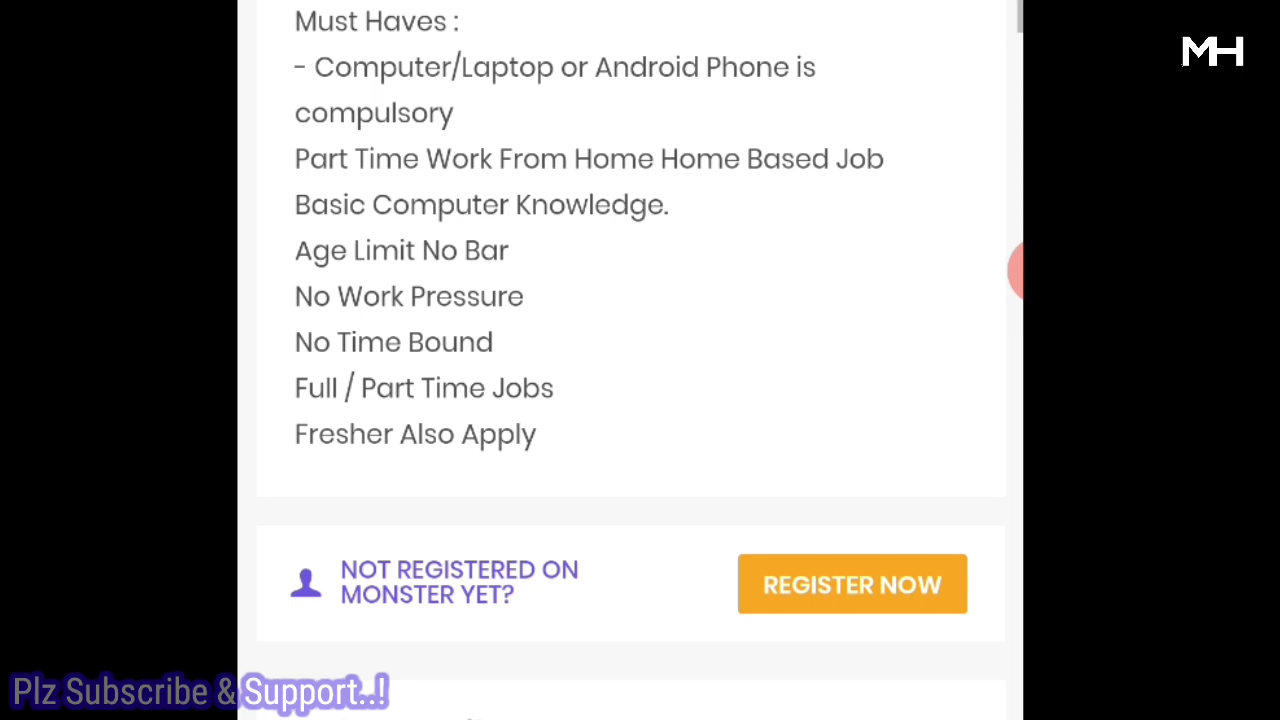 Must Haves :
MH
- Computer/Laptop or Android Phone is
compulsory
Part Time Work From Home Home Based Job
Basic Computer Knowledge.
Age Limit No Bar
No Work Pressure
No Time Bound
Full / Part Time Jobs
Fresher Also Apply
NOT REGISTERED ON
MONSTER YET?
REGISTER NOW
Plz Subscribe & Support..!